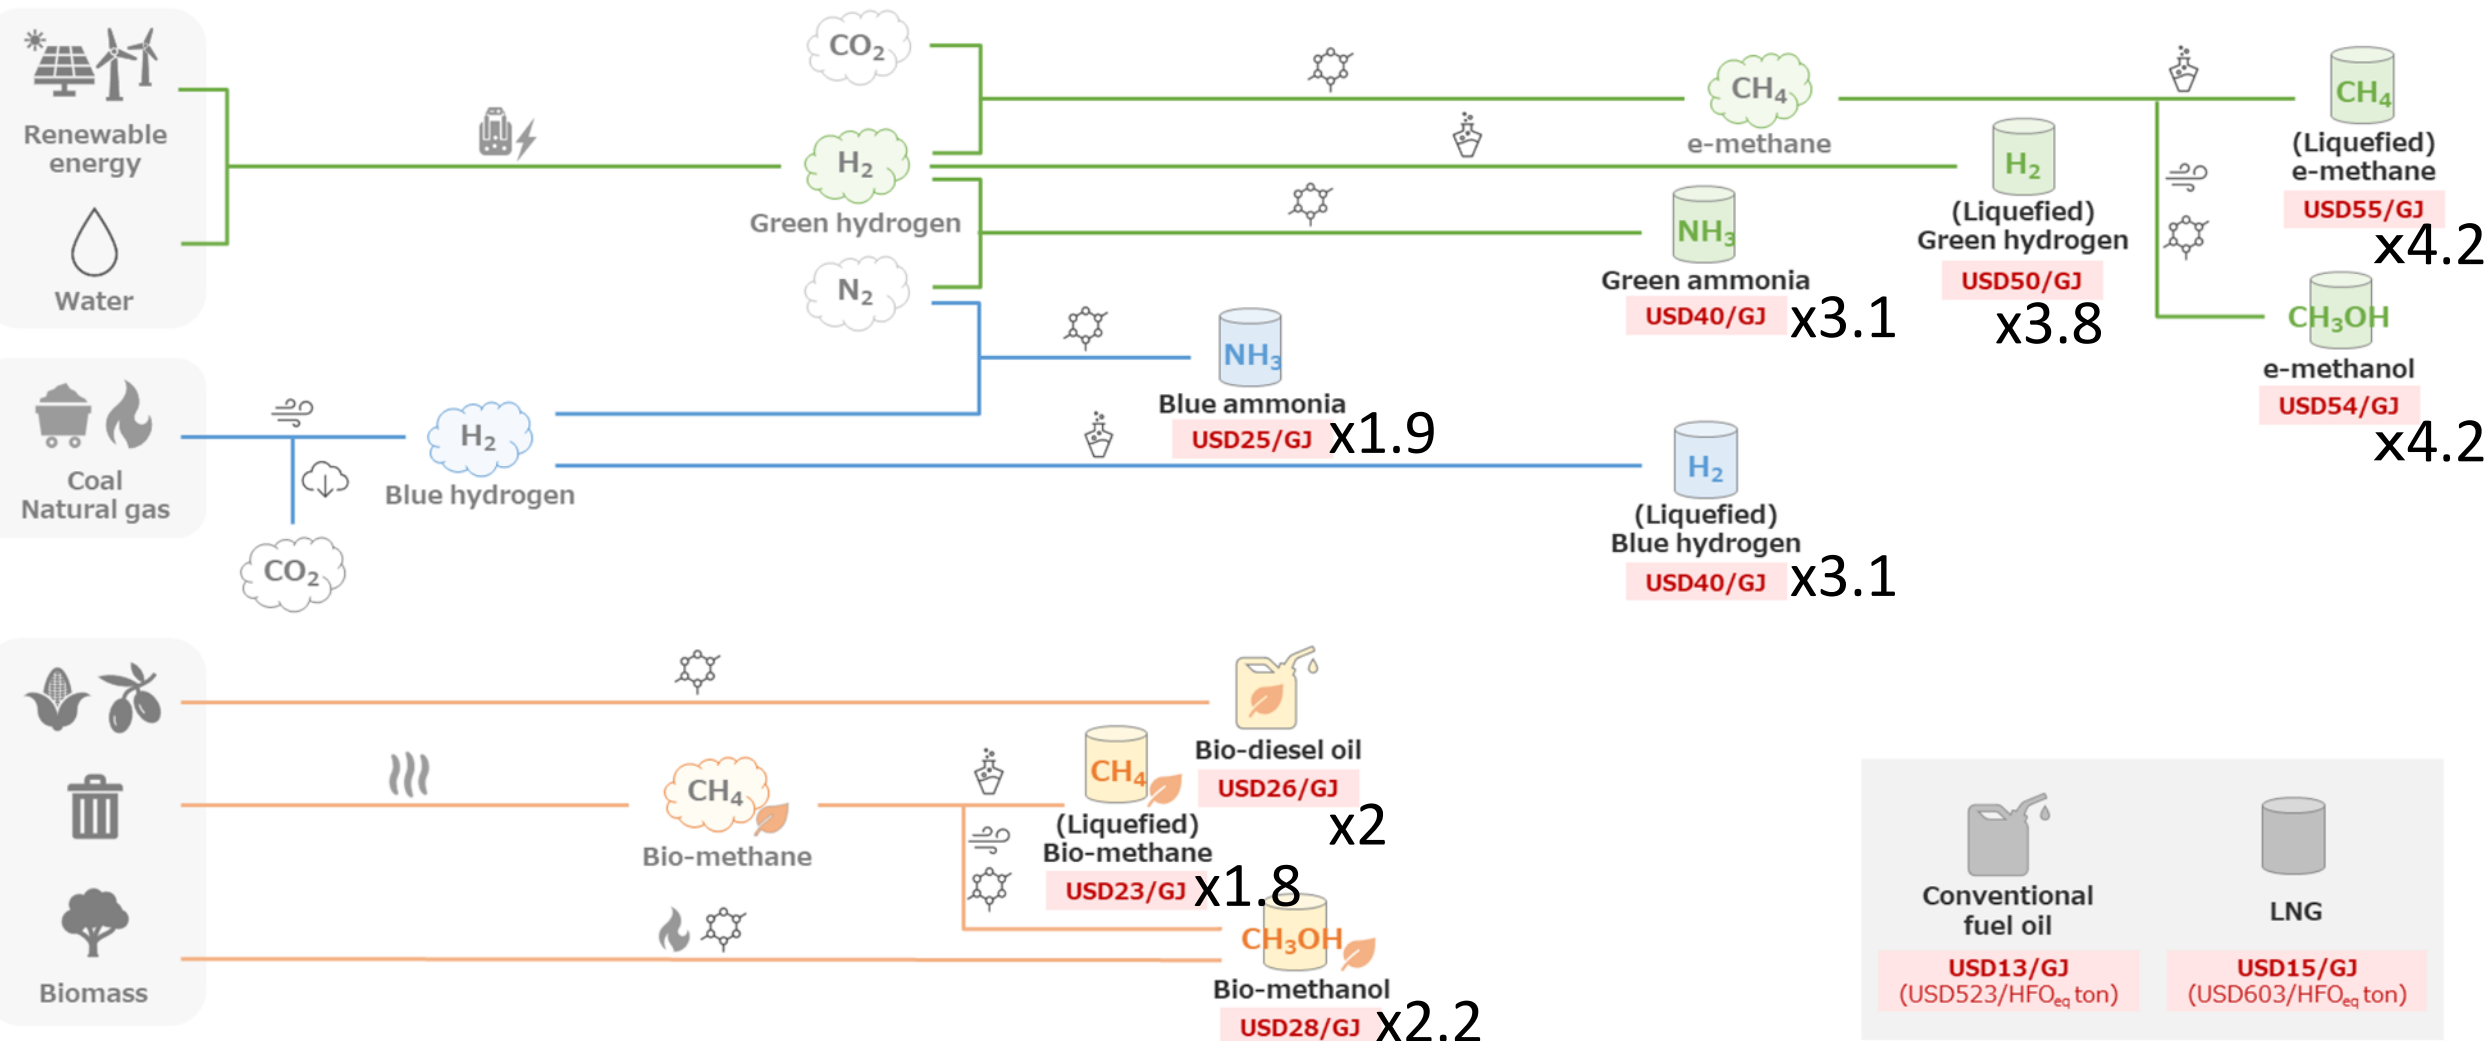 Renewable
energy
Water
CO2
H2
Green hydrogen
N2
CH4
e-methane
CH4
(Liquefied)
e-methane
USD55/GJ
x4.2
H2
(Liquefied)
Green hydrogen
USD50/GJ
x3.8
NH3
Green ammonia
USD40/GJ
x3.1
CH3OH
e-methanol
USD54/GJ
x4.2
Coal
Natural gas
CO2
H2
Blue hydrogen
NH3
Blue ammonia
USD25/GJ
x1.9
H2
(Liquefied)
Blue hydrogen
USD40/GJ
x3.1
Biomass
Bio-diesel oil
USD26/GJ
x2
CH4
Bio-methane
CH4
(Liquefied)
Bio-methane
USD23/GJ
x1.8
CH3OH
Bio-methanol
USD28/GJ
x2.2
Conventional
fuel oil
USD13/GJ
(USD523/HFOeq ton)
LNG
USD15/GJ
(USD603/HFOeq ton)